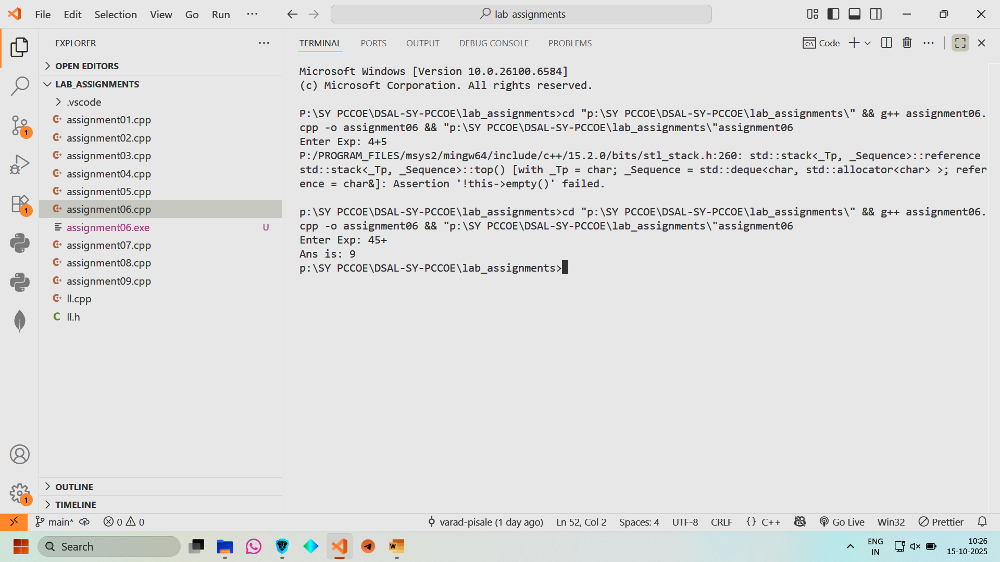 File Edit Selection View Go Run ···
lab_assignments
EXPLORER
OPEN EDITORS
LAB_ASSIGNMENTS
.vscode
assignment01.cpp
assignment02.cpp
assignment03.cpp
assignment04.cpp
assignment05.cpp
assignment06.cpp
assignment06.exe U
assignment07.cpp
assignment08.cpp
assignment09.cpp
ll.cpp
C ll.h
OUTLINE
TIMELINE
1
1
1
TERMINAL PORTS OUTPUT DEBUG CONSOLE PROBLEMS
Code
Microsoft Windows [Version 10.0.26100.6584]
(c) Microsoft Corporation. All rights reserved.
P:\SY PCCOE\DSAL-SY-PCCOE\lab_assignments>cd "p:\SY PCCOE\DSAL-SY-PCCOE\lab_assignments\" && g++ assignment06.
cpp -o assignment06 && "p:\SY PCCOE\DSAL-SY-PCCOE\lab_assignments\"assignment06
Enter Exp: 4+5
P:/PROGRAM_FILES/msys2/mingw64/include/c++/15.2.0/bits/stl_stack.h:260: std::stack<_Tp, _Sequence>::reference
std::stack<_Tp, _Sequence>::top() [with _Tp = char; _Sequence = std::deque<char, std::allocator<char> >; refer
ence = char&]: Assertion '!this->empty()' failed.
p:\SY PCCOE\DSAL-SY-PCCOE\lab_assignments>cd "p:\SY PCCOE\DSAL-SY-PCCOE\lab_assignments\" && g++ assignment06.
cpp -o assignment06 && "p:\SY PCCOE\DSAL-SY-PCCOE\lab_assignments\"assignment06
Enter Exp: 45+
Ans is: 9
p:\SY PCCOE\DSAL-SY-PCCOE\lab_assignments>
main* 0 0 varad-pisale (1 day ago) Ln 52, Col 2 Spaces: 4 UTF-8 CRLF {} C++ Go Live Win32 Prettier
Search
ENG
IN
10:26
15-10-2025